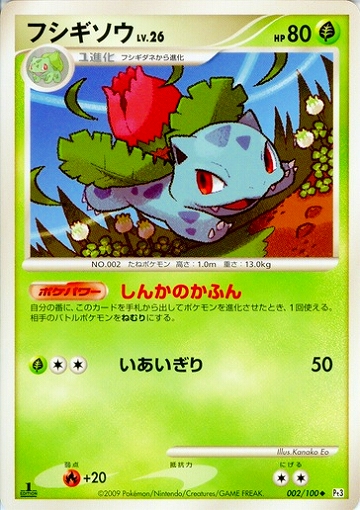 フシギソウ LV.26 HP 80
1進化 フシギダネから進化
NO.002 たねポケモン 高さ：1.0m 重さ：13.0kg
ポケパワー しんかのかふん
自分の番に、このカードを手札から出してポケモンを進化させたとき、1回使える。
相手のバトルポケモンをねむりにする。
いあいぎり 50
Illus. Kanako Eo
弱点 抵抗力 にげる
+20
1 EDITION ©2009 Pokémon/Nintendo/Creatures/GAME FREAK. 002/100 Pt3